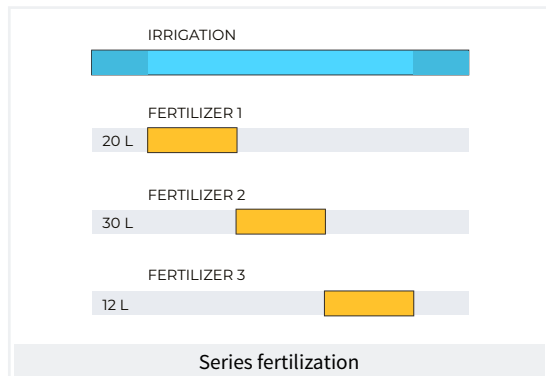 IRRIGATION
FERTILIZER 1
20 L
FERTILIZER 2
30 L
FERTILIZER 3
12 L
Series fertilization